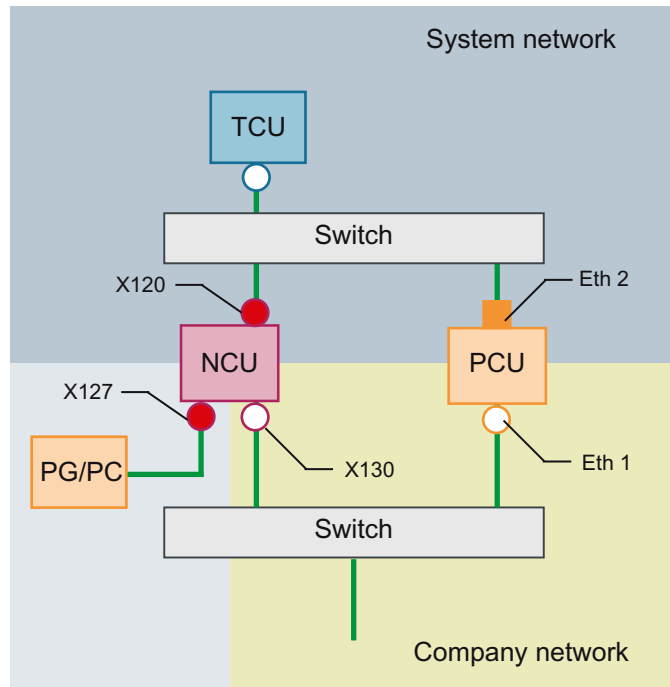 System network
TCU
Switch
X120
Eth 2
NCU
PCU
X127
PG/PC
X130
Eth 1
Switch
Company network